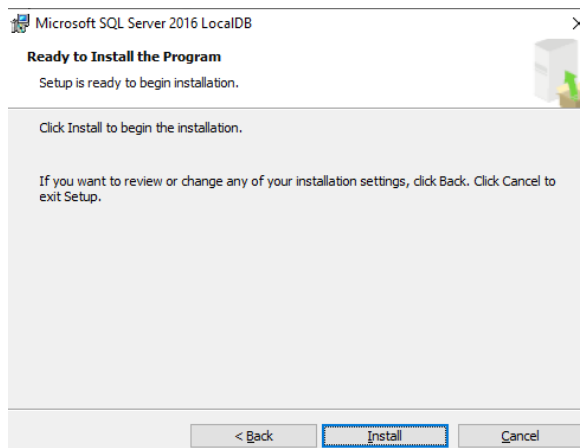 Microsoft SQL Server 2016 LocalDB
Ready to Install the Program
Setup is ready to begin installation.
Click Install to begin the installation.
If you want to review or change any of your installation settings, click Back. Click Cancel to
exit Setup.
< Back Install Cancel